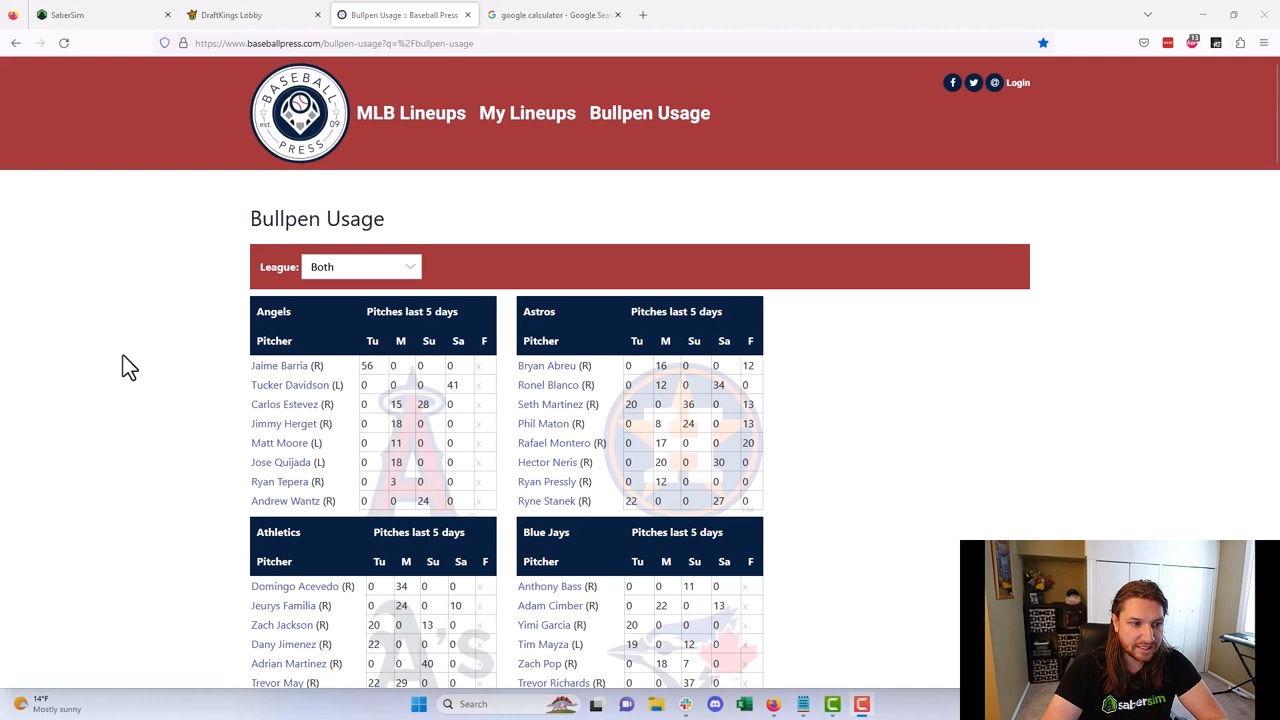 SaberSim
DraftKings Lobby
Bullpen Usage :: Baseball Press
google calculator - Google Sea
https://www.baseballpress.com/bullpen-usage?q=%2Fbullpen-usage
13
BASEBALL
est. 09
PRESS
MLB Lineups My Lineups Bullpen Usage
Login
Bullpen Usage
League: Both
Angels Pitches last 5 days
Pitcher Tu M Su Sa F
Jaime Barria (R) 56 0 0 0 x
Tucker Davidson (L) 0 0 0 41 x
Carlos Estevez (R) 0 15 28 0 x
Jimmy Herget (R) 0 18 0 0 x
Matt Moore (L) 0 11 0 0 x
Jose Quijada (L) 0 18 0 0 x
Ryan Tepera (R) 0 3 0 0 x
Andrew Wantz (R) 0 0 24 0 x
Astros Pitches last 5 days
Pitcher Tu M Su Sa F
Bryan Abreu (R) 0 16 0 0 12
Ronel Blanco (R) 0 12 0 34 0
Seth Martinez (R) 20 0 36 0 13
Phil Maton (R) 0 8 24 0 13
Rafael Montero (R) 0 17 0 0 20
Hector Neris (R) 0 20 0 30 0
Ryan Pressly (R) 0 12 0 0 0
Ryne Stanek (R) 22 0 0 27 0
Athletics Pitches last 5 days
Pitcher Tu M Su Sa F
Domingo Acevedo (R) 0 34 0 0 x
Jeurys Familia (R) 0 24 0 10 x
Zach Jackson (R) 20 0 13 0 x
Dany Jimenez (R) 22 0 0 0 x
Adrian Martinez (R) 0 0 40 0 x
Trevor May (R) 22 29 0 0 x
Blue Jays Pitches last 5 days
Pitcher Tu M Su Sa F
Anthony Bass (R) 0 0 11 0 x
Adam Cimber (R) 0 22 0 13 x
Yimi Garcia (R) 20 0 0 0 x
Tim Mayza (L) 19 0 12 0 x
Zach Pop (R) 0 18 7 0 x
Trevor Richards (R) 0 0 37 0 x
sabersim
14°F
Mostly sunny
Search